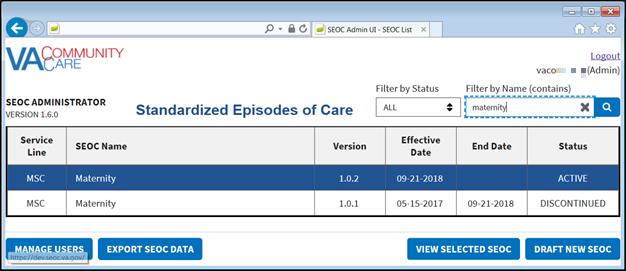 SEOC Admin UI - SEOC List
VA COMMUNITY CARE
Logout
vaco (Admin)
Filter by Status
Filter by Name (contains)
SEOC ADMINISTRATOR
VERSION 1.6.0
Standardized Episodes of Care
ALL
maternity
Service Line SEOC Name Version Effective Date End Date Status
MSC Maternity 1.0.2 09-21-2018 ACTIVE
MSC Maternity 1.0.1 05-15-2017 09-21-2018 DISCONTINUED
MANAGE USERS EXPORT SEOC DATA VIEW SELECTED SEOC DRAFT NEW SEOC
https://dev.seoc.va.gov/